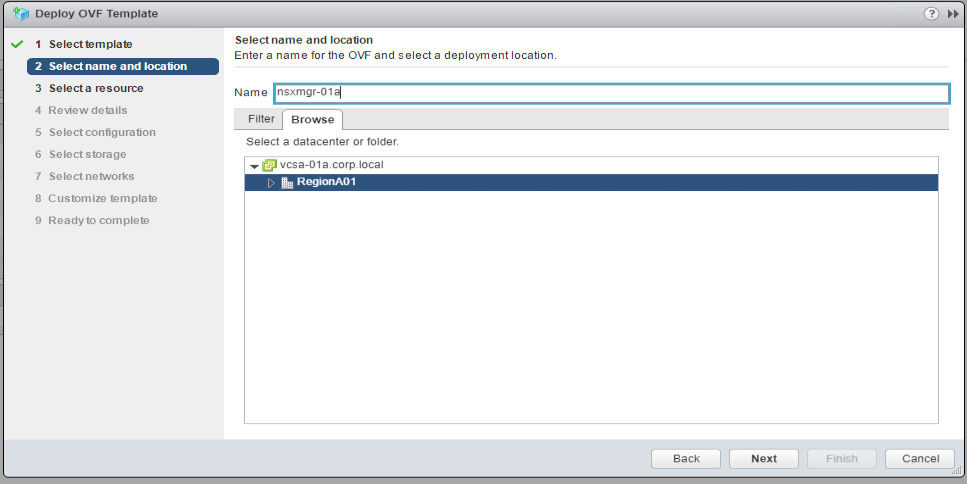 Deploy OVF Template
1 Select template
2 Select name and location
3 Select a resource
4 Review details
5 Select configuration
6 Select storage
7 Select networks
8 Customize template
9 Ready to complete
Select name and location
Enter a name for the OVF and select a deployment location.
Name nsxmgr-01a
Filter Browse
Select a datacenter or folder.
vcsa-01a.corp.local
RegionA01
Back Next Finish Cancel